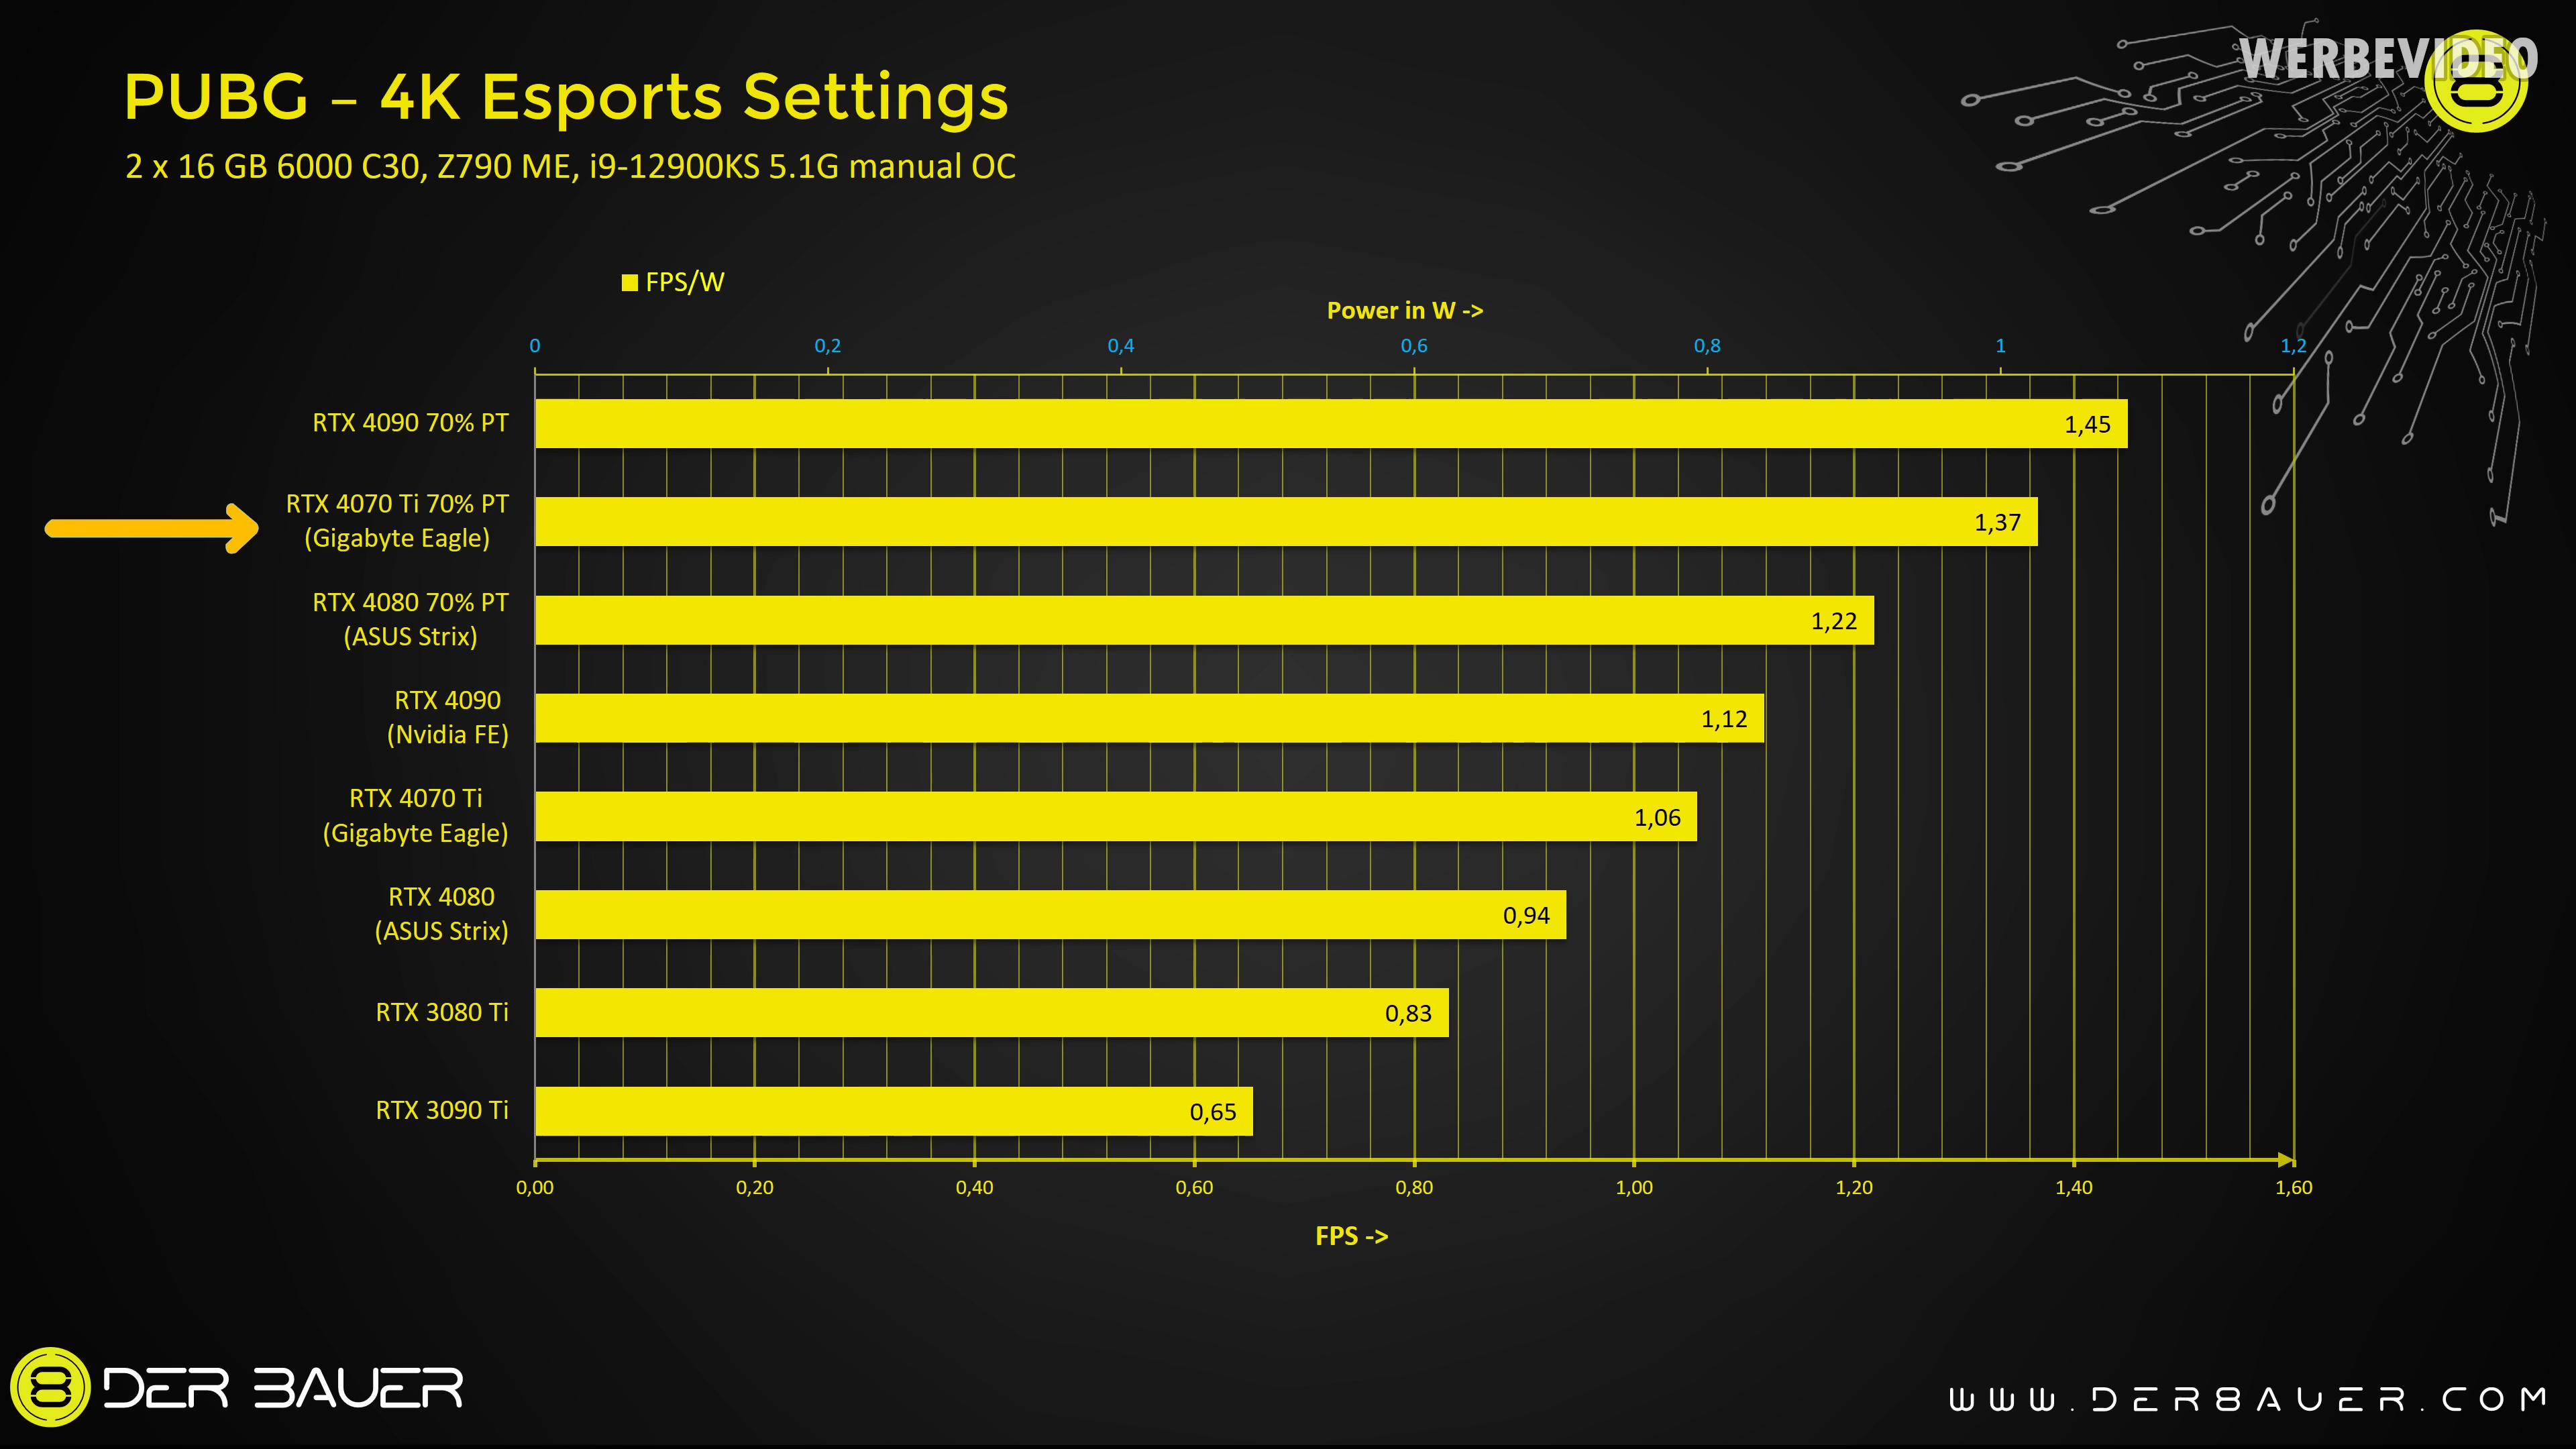 WERBEVIDEO
PUBG – 4K Esports Settings
2 x 16 GB 6000 C30, Z790 ME, i9-12900KS 5.1G manual OC
FPS/W
Power in W ->
0 0,2 0,4 0,6 0,8 1 1,2
RTX 4090 70% PT 1,45
RTX 4070 Ti 70% PT
(Gigabyte Eagle) 1,37
RTX 4080 70% PT
(ASUS Strix) 1,22
RTX 4090
(Nvidia FE) 1,12
RTX 4070 Ti
(Gigabyte Eagle) 1,06
RTX 4080
(ASUS Strix) 0,94
RTX 3080 Ti 0,83
RTX 3090 Ti 0,65
0,00 0,20 0,40 0,60 0,80 1,00 1,20 1,40 1,60
FPS ->
DER 8AUER
WWW.DER8AUER.COM